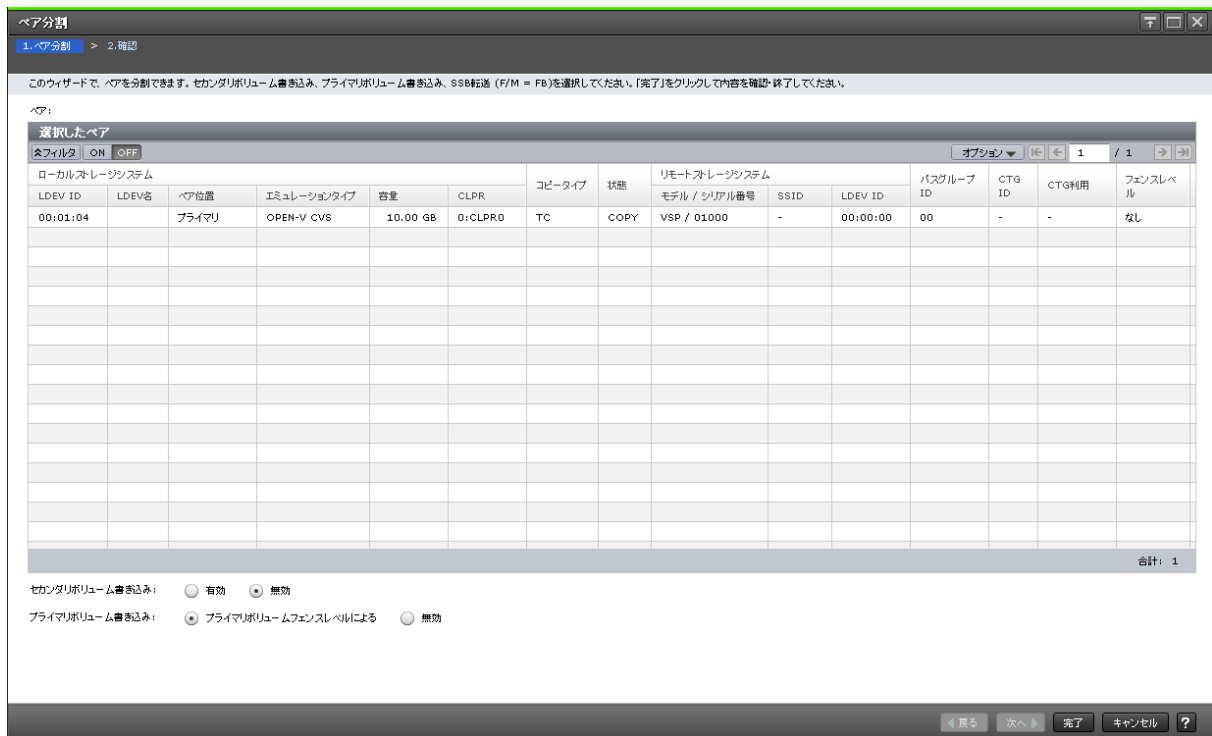 ペア分割
1.ペア分割 > 2.確認
このウィザードで、ペアを分割できます。セカンダリボリューム書き込み、プライマリボリューム書き込み、SSB転送 (F/M = FB)を選択してください。「完了」をクリックして内容を確認・終了してください。
ペア:
選択したペア
フィルタ ON OFF オプション 1 / 1
ローカルストレージシステム コピータイプ 状態 リモートストレージシステム パスグループID CTG ID CTG利用 フェンスレベル
LDEV ID LDEV名 ペア位置 エミュレーションタイプ 容量 CLPR モデル / シリアル番号 SSID LDEV ID
00:01:04 プライマリ OPEN-V CVS 10.00 GB 0:CLPR0 TC COPY VSP / 01000 - 00:00:00 00 - - なし
合計: 1
セカンダリボリューム書き込み: 有効 無効
プライマリボリューム書き込み: プライマリボリュームフェンスレベルによる 無効
戻る 次へ 完了 キャンセル ?